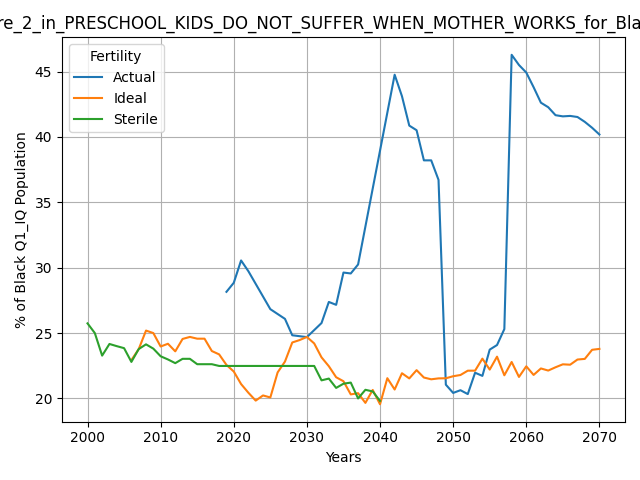 re_2_in_PRESCHOOL_KIDS_DO_NOT_SUFFER_WHEN_MOTHER_WORKS_for_Bla
Fertility
Actual
Ideal
Sterile
45
40
35
30
25
20
% of Black Q1_IQ Population
2000 2010 2020 2030 2040 2050 2060 2070
Years